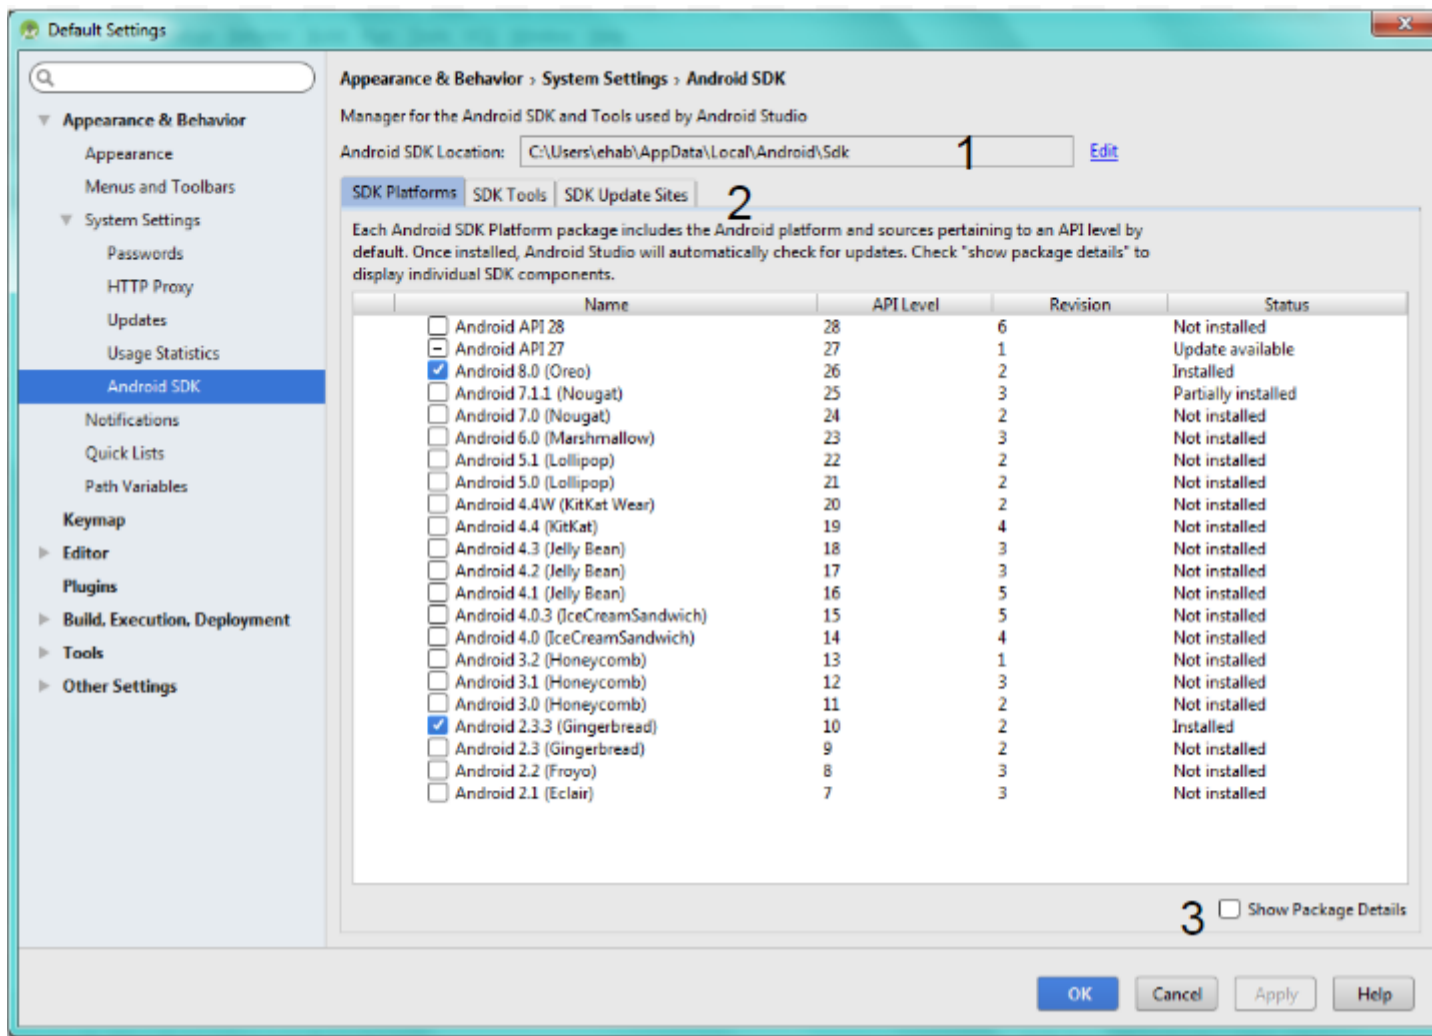 Default Settings
Appearance & Behavior › System Settings › Android SDK
Appearance & Behavior
Appearance
Menus and Toolbars
System Settings
Passwords
HTTP Proxy
Updates
Usage Statistics
Android SDK
Notifications
Quick Lists
Path Variables
Keymap
Editor
Plugins
Build, Execution, Deployment
Tools
Other Settings
Manager for the Android SDK and Tools used by Android Studio
Android SDK Location: C:\Users\ehab\AppData\Local\Android\Sdk 1 Edit
SDK Platforms SDK Tools SDK Update Sites 2
Each Android SDK Platform package includes the Android platform and sources pertaining to an API level by
default. Once installed, Android Studio will automatically check for updates. Check "show package details" to
display individual SDK components.
Name API Level Revision Status
Android API 28 28 6 Not installed
Android API 27 27 1 Update available
Android 8.0 (Oreo) 26 2 Installed
Android 7.1.1 (Nougat) 25 3 Partially installed
Android 7.0 (Nougat) 24 2 Not installed
Android 6.0 (Marshmallow) 23 3 Not installed
Android 5.1 (Lollipop) 22 2 Not installed
Android 5.0 (Lollipop) 21 2 Not installed
Android 4.4W (KitKat Wear) 20 2 Not installed
Android 4.4 (KitKat) 19 4 Not installed
Android 4.3 (Jelly Bean) 18 3 Not installed
Android 4.2 (Jelly Bean) 17 3 Not installed
Android 4.1 (Jelly Bean) 16 5 Not installed
Android 4.0.3 (IceCreamSandwich) 15 5 Not installed
Android 4.0 (IceCreamSandwich) 14 4 Not installed
Android 3.2 (Honeycomb) 13 1 Not installed
Android 3.1 (Honeycomb) 12 3 Not installed
Android 3.0 (Honeycomb) 11 2 Not installed
Android 2.3.3 (Gingerbread) 10 2 Installed
Android 2.3 (Gingerbread) 9 2 Not installed
Android 2.2 (Froyo) 8 3 Not installed
Android 2.1 (Eclair) 7 3 Not installed
3 Show Package Details
OK Cancel Apply Help